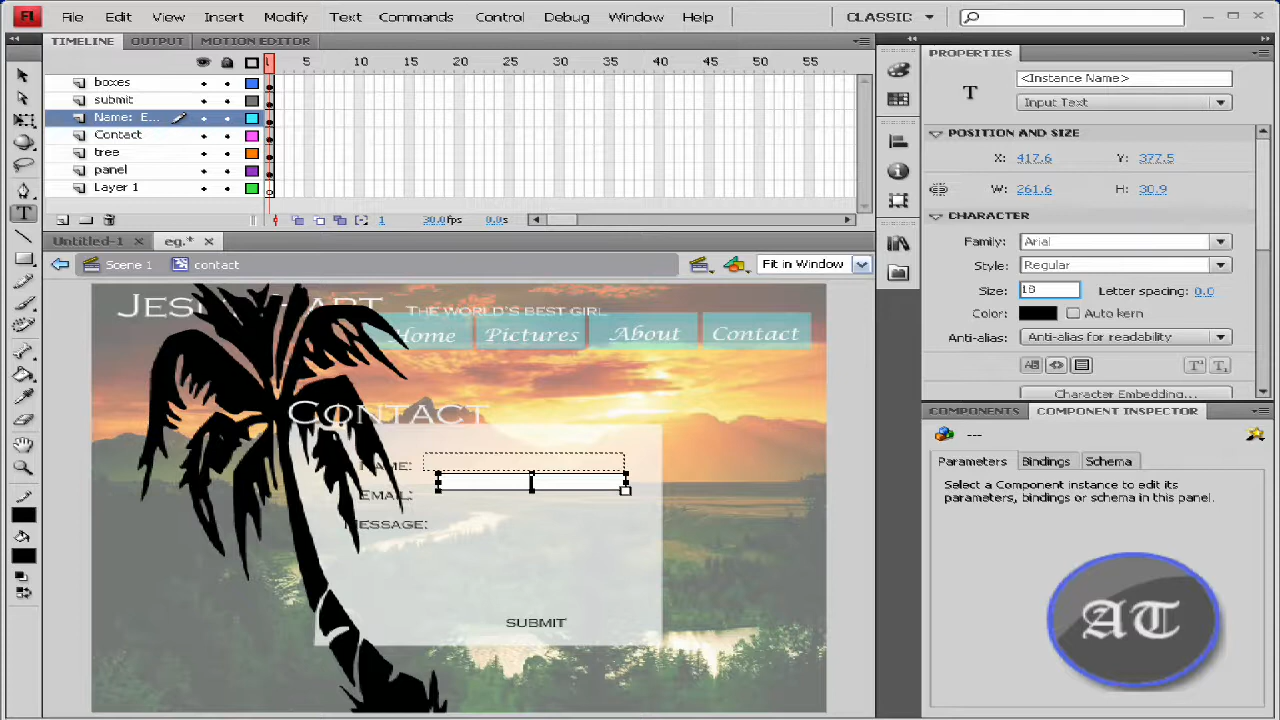 Fl File Edit View Insert Modify Text Commands Control Debug Window Help CLASSIC
TIMELINE OUTPUT MOTION EDITOR
1 5 10 15 20 25 30 35 40 45 50 55
boxes
submit
Name: E...
Contact
tree
panel
Layer 1
1 30.0fps 0.0s
Untitled-1 eg.*
Scene 1 contact Fit in Window
THE WORLD'S BEST GIRL
Home Pictures About Contact
CONTACT
NAME:
EMAIL:
MESSAGE:
SUBMIT
PROPERTIES
<Instance Name>
T Input Text
POSITION AND SIZE
X: 417.6 Y: 377.5
W: 261.6 H: 30.9
CHARACTER
Family: Arial
Style: Regular
Size: 18 Letter spacing: 0.0
Color: Auto kern
Anti-alias: Anti-alias for readability
Character Embedding...
COMPONENTS COMPONENT INSPECTOR
---
Parameters Bindings Schema
Select a Component instance to edit its
parameters, bindings or schema in this panel.
AT